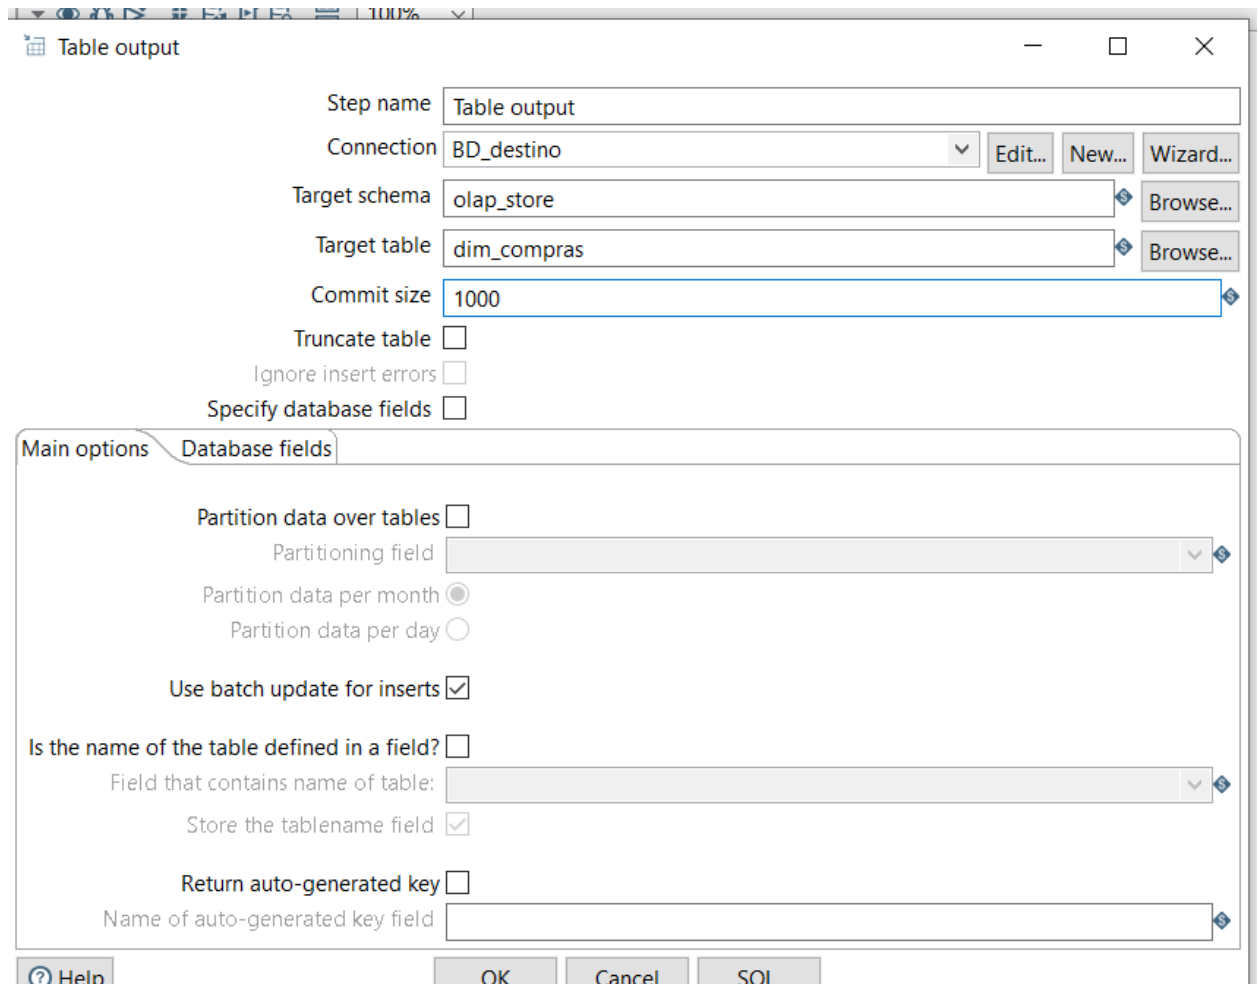 100%
Table output
Step name Table output
Connection BD_destino Edit... New... Wizard...
Target schema olap_store Browse...
Target table dim_compras Browse...
Commit size 1000
Truncate table
Ignore insert errors
Specify database fields
Main options Database fields
Partition data over tables
Partitioning field
Partition data per month
Partition data per day
Use batch update for inserts
Is the name of the table defined in a field?
Field that contains name of table:
Store the tablename field
Return auto-generated key
Name of auto-generated key field
Help OK Cancel SQL